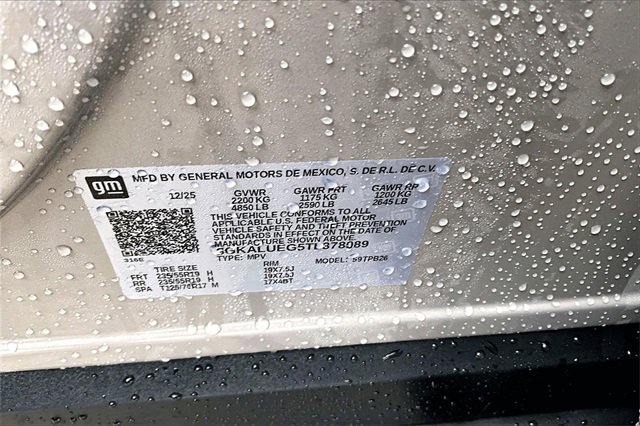 gm MFD BY GENERAL MOTORS DE MEXICO, S. DE R.L. DE C.V.
12/25 GVWR GAWR FRT GAWR RR
2200 KG 1175 KG 1200 KG
4850 LB 2590 LB 2645 LB
THIS VEHICLE CONFORMS TO ALL
APPLICABLE U.S. FEDERAL MOTOR
VEHICLE SAFETY AND THEFT PREVENTION
STANDARDS IN EFFECT ON THE DATE OF
MANUFACTURE SHOWN ABOVE
3GKALUEG5TL378089
316E TYPE: MPV MODEL: 59TPB26
TIRE SIZE RIM
FRT 235/55R19 H 19X7.5J
RR 235/55R19 H 19X7.5J
SPA T125/70R17 M 17X4BT